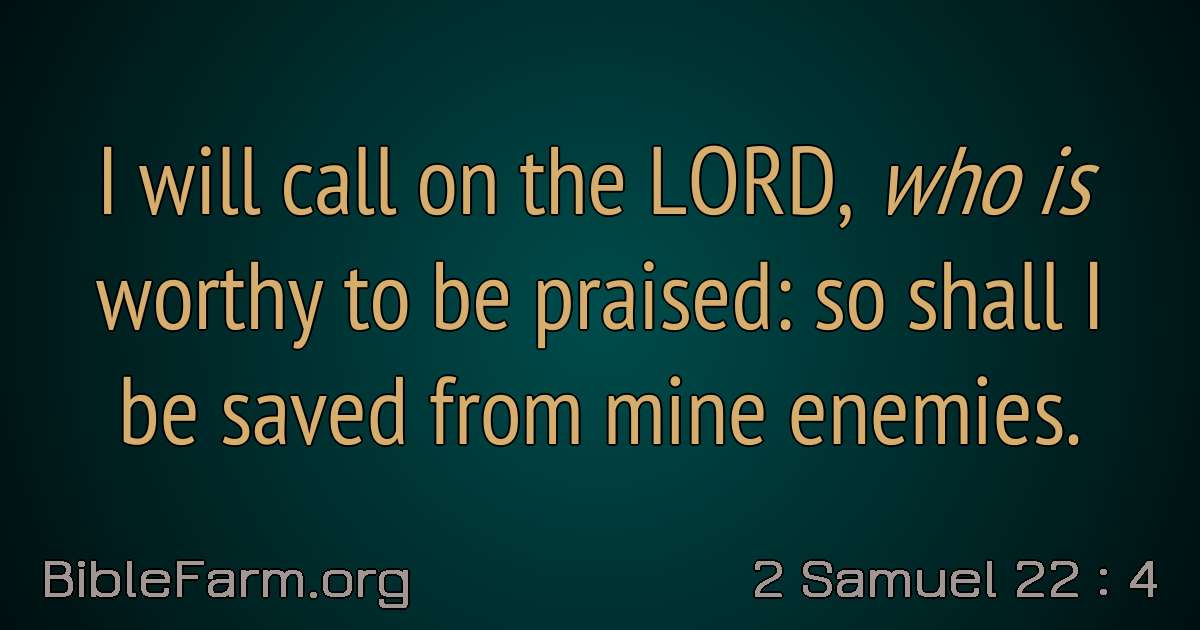 I will call on the LORD, who is
worthy to be praised: so shall I
be saved from mine enemies.
BibleFarm.org
2 Samuel 22 : 4